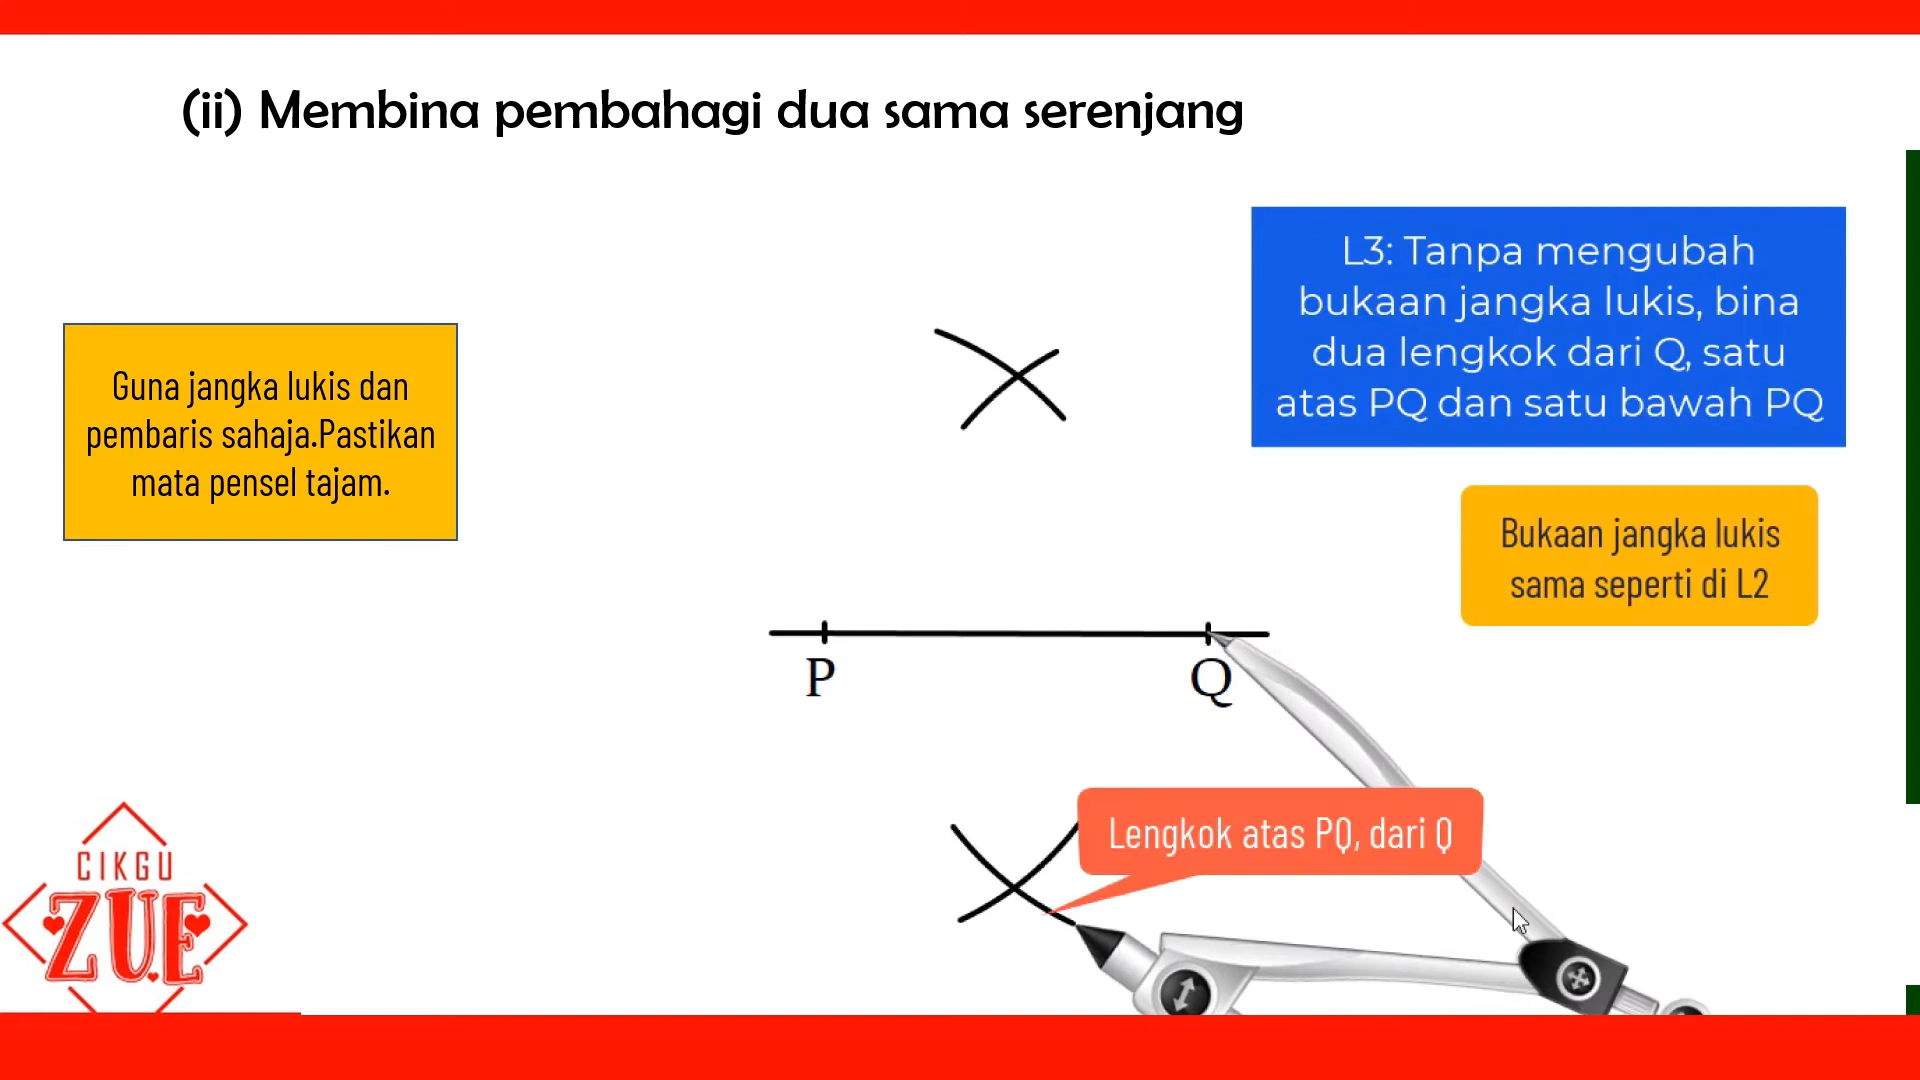 (ii) Membina pembahagi dua sama serenjang
L3: Tanpa mengubah
bukaan jangka lukis, bina
dua lengkok dari Q, satu
atas PQ dan satu bawah PQ
Guna jangka lukis dan
pembaris sahaja.Pastikan
mata pensel tajam.
Bukaan jangka lukis
sama seperti di L2
P
Q
Lengkok atas PQ, dari Q
CIKGU
ZUE